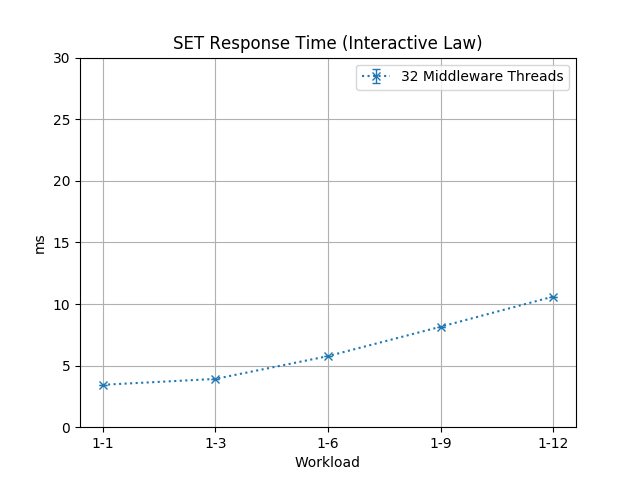 SET Response Time (Interactive Law)
32 Middleware Threads
30
25
20
15
10
5
0
ms
1-1 1-3 1-6 1-9 1-12
Workload